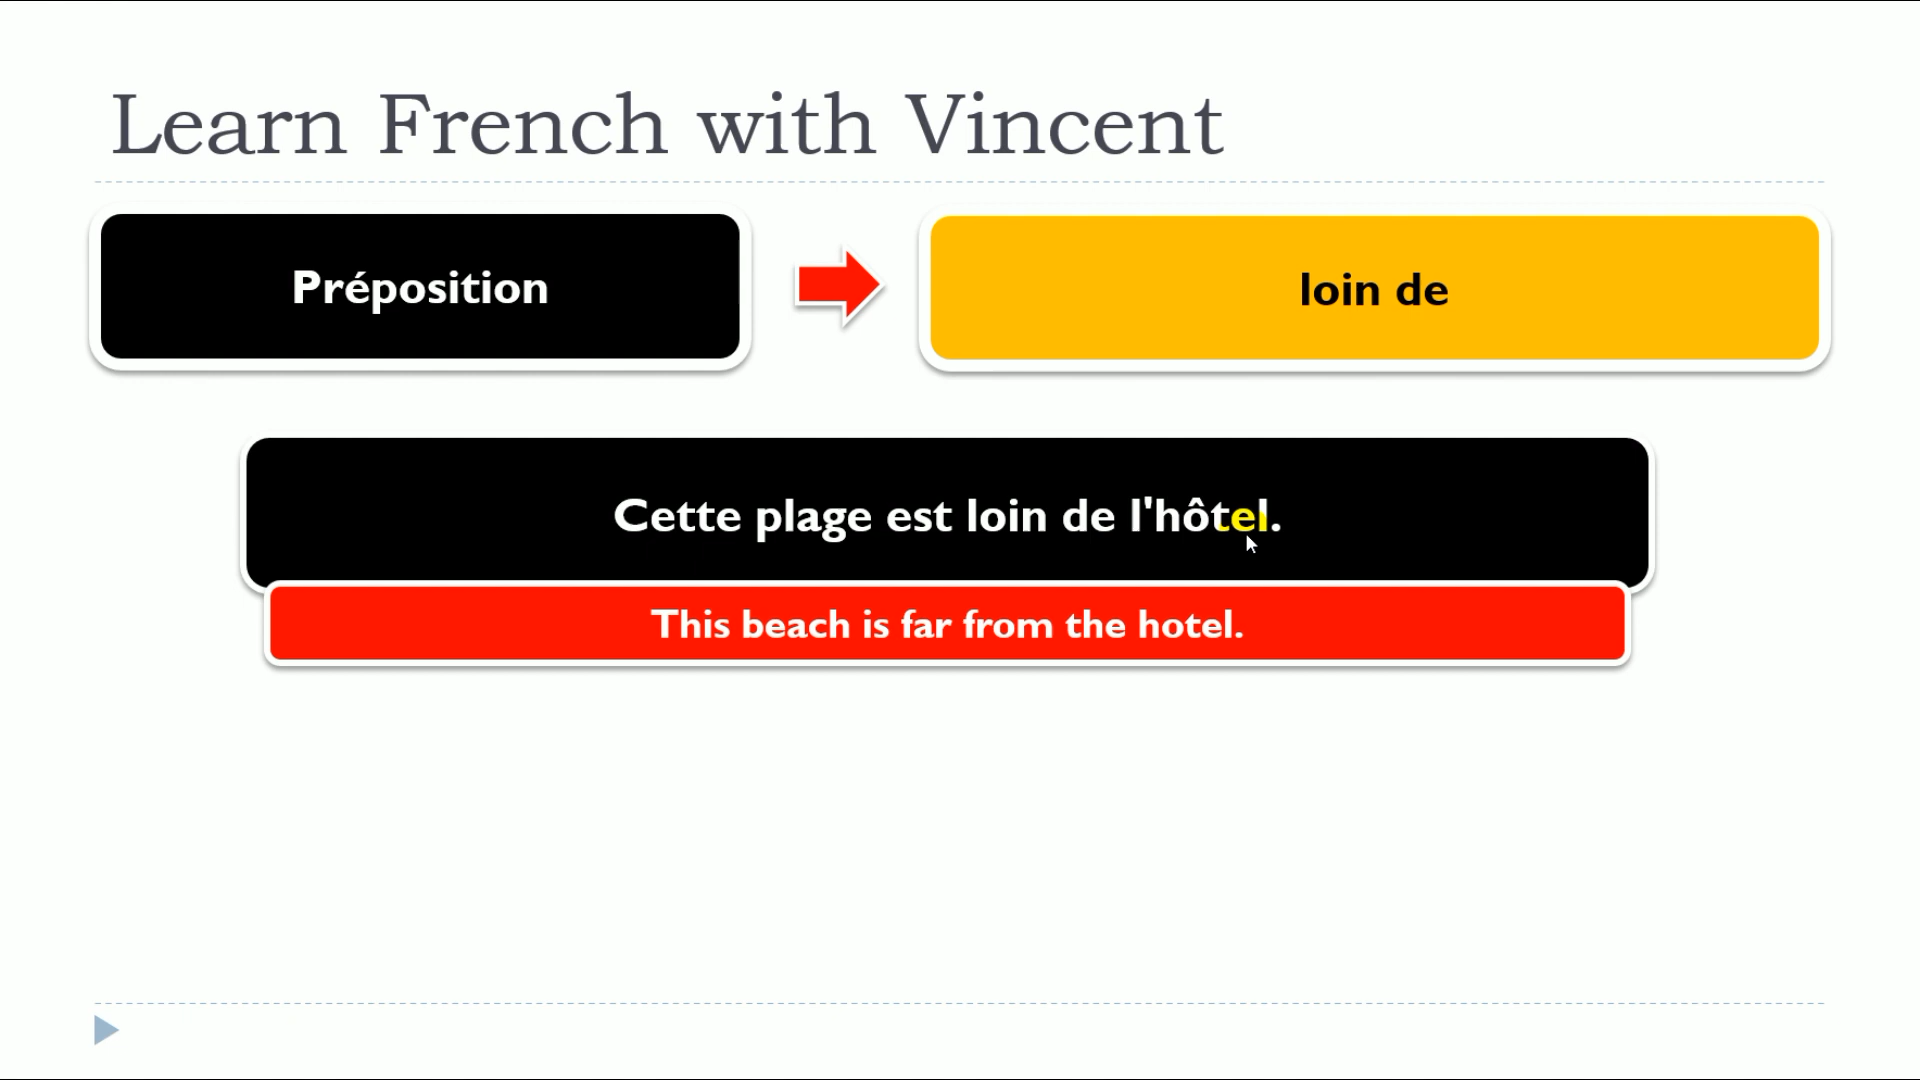 Learn French with Vincent
Préposition
loin de
Cette plage est loin de l'hôtel.
This beach is far from the hotel.